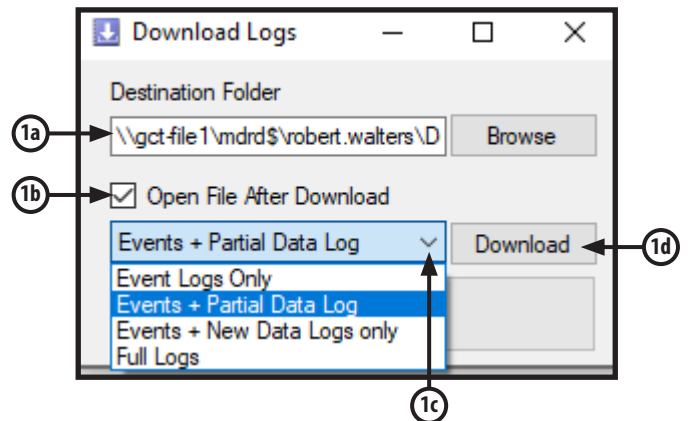 Download Logs
Destination Folder
1a
\\gct-file1\mdrd$\robert.walters\D
Browse
1b
Open File After Download
Events + Partial Data Log
Download
1d
Event Logs Only
Events + Partial Data Log
Events + New Data Logs only
Full Logs
1c